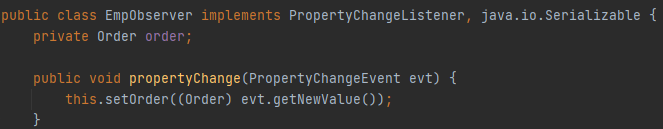 public class EmpObserver implements PropertyChangeListener, java.io.Serializable {
    private Order order;
    public void propertyChange(PropertyChangeEvent evt) {
        this.setOrder((Order) evt.getNewValue());
    }